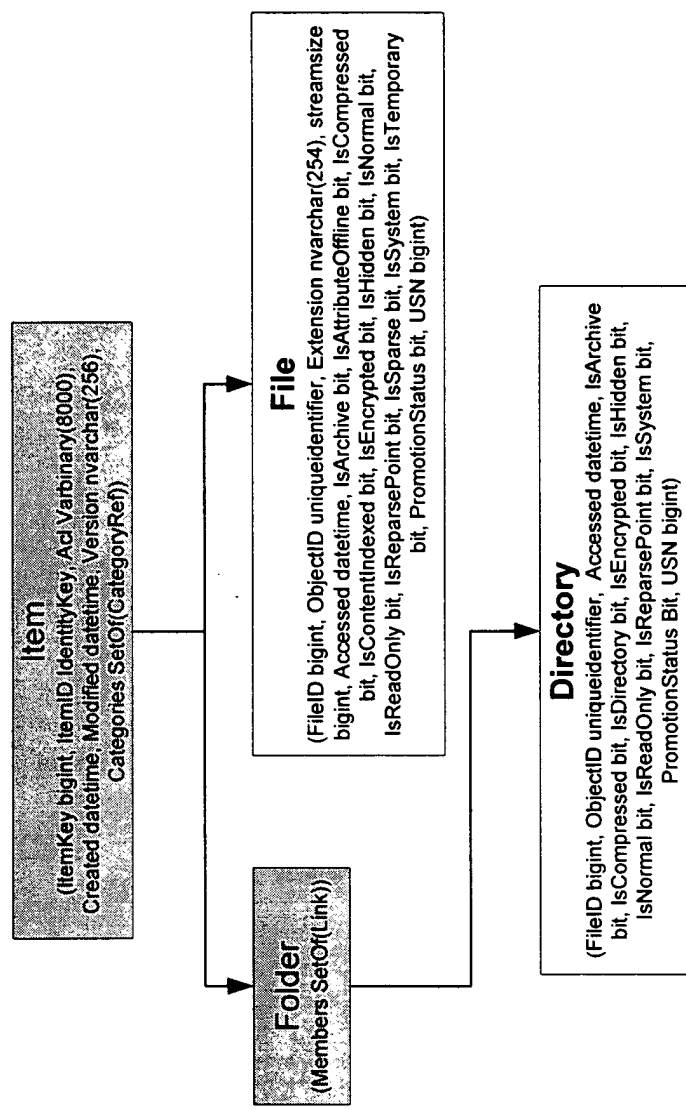 Item
(ItemKey bigint, ItemID IdentityKey, Acl Varbinary(8000),
Created datetime, Modified datetime, Version nvarchar(256),
Categories SetOf(CategoryRef))
Folder
(Members SetOf(Link))
File
(FileID bigint, ObjectID uniqueidentifier, Extension nvarchar(254), streamsize
bigint, Accessed datetime, IsArchive bit, IsAttributeOffline bit, IsCompressed
bit, IsContentIndexed bit, IsEncrypted bit, IsHidden bit, IsNormal bit,
IsReadOnly bit, IsReparsePoint bit, IsSparse bit, IsSystem bit, IsTemporary
bit, PromotionStatus bit, USN bigint)
Directory
(FileID bigint, ObjectID uniqueidentifier, Accessed datetime, IsArchive
bit, IsCompressed bit, IsDirectory bit, IsEncrypted bit, IsHidden bit,
IsNormal bit, IsReadOnly bit, IsReparsePoint bit, IsSystem bit,
PromotionStatus Bit, USN bigint)